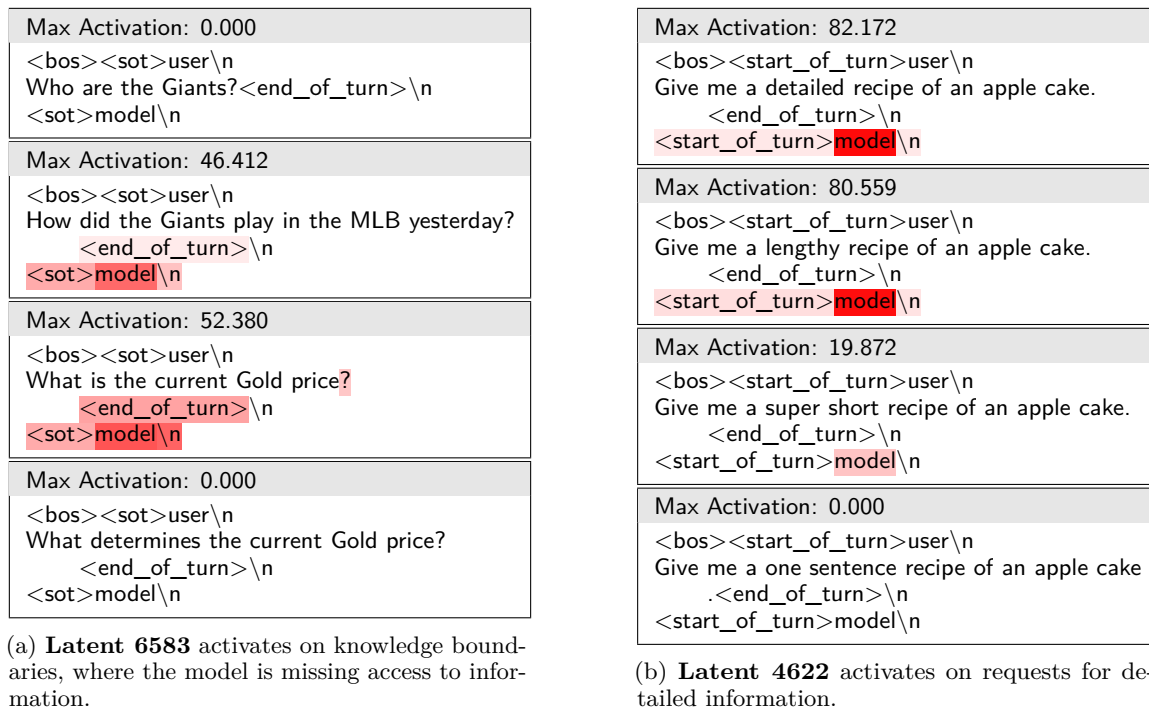 Max Activation: 0.000
<bos><sot>user\n
Who are the Giants?<end_of_turn>\n
<sot>model\n
Max Activation: 46.412
<bos><sot>user\n
How did the Giants play in the MLB yesterday?
<end_of_turn>\n
<sot>model\n
Max Activation: 52.380
<bos><sot>user\n
What is the current Gold price?
<end_of_turn>\n
<sot>model\n
Max Activation: 0.000
<bos><sot>user\n
What determines the current Gold price?
<end_of_turn>\n
<sot>model\n
(a) Latent 6583 activates on knowledge bound-
aries, where the model is missing access to infor-
mation.
Max Activation: 82.172
<bos><start_of_turn>user\n
Give me a detailed recipe of an apple cake.
<end_of_turn>\n
<start_of_turn>model\n
Max Activation: 80.559
<bos><start_of_turn>user\n
Give me a lengthy recipe of an apple cake.
<end_of_turn>\n
<start_of_turn>model\n
Max Activation: 19.872
<bos><start_of_turn>user\n
Give me a super short recipe of an apple cake.
<end_of_turn>\n
<start_of_turn>model\n
Max Activation: 0.000
<bos><start_of_turn>user\n
Give me a one sentence recipe of an apple cake
.<end_of_turn>\n
<start_of_turn>model\n
(b) Latent 4622 activates on requests for de-
tailed information.